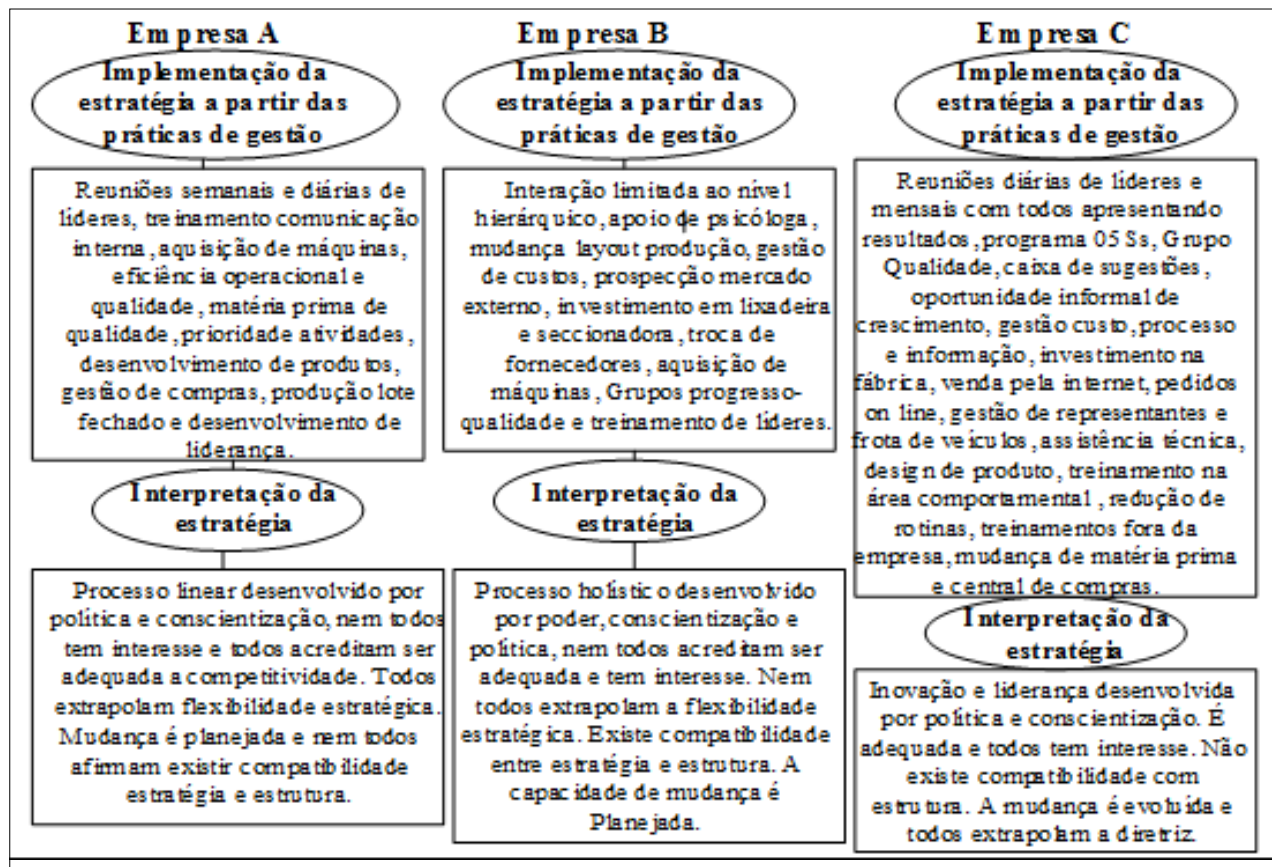 Empresa A
Implementação da
estratégia a partir das
práticas de gestão
Reuniões semanais e diárias de
líderes, treinamento comunicação
interna, aquisição de máquinas,
eficiência operacional e
qualidade, matéria prima de
qualidade, prioridade atividades,
desenvolvimento de produtos,
gestão de compras, produção lote
fechado e desenvolvimento de
liderança.
Interpretação da
estratégia
Processo linear desenvolvido por
política e conscientização, nem todos
tem interesse e todos acreditam ser
adequada a competitividade. Todos
extrapolam flexibilidade estratégica.
Mudança é planejada e nem todos
afirmam existir compatibilidade
estratégia e estrutura.
Empresa B
Implementação da
estratégia a partir das
práticas de gestão
Interação limitada ao nível
hierárquico, apoio de psicóloga,
mudança layout produção, gestão
de custos, prospecção mercado
externo, investimento em lixadeira
e seccionadora, troca de
fornecedores, aquisição de
máquinas, Grupos progresso-
qualidade e treinamento de líderes.
Interpretação da
estratégia
Processo holístico desenvolvido
por poder, conscientização e
política, nem todos acreditam ser
adequada e tem interesse. Nem
todos extrapolam a flexibilidade
estratégica. Existe compatibilidade
entre estratégia e estrutura. A
capacidade de mudança é
Planejada.
Empresa C
Implementação da
estratégia a partir das
práticas de gestão
Reuniões diárias de líderes e
mensais com todos apresentando
resultados, programa 05 Ss, Grupo
Qualidade, caixa de sugestões,
oportunidade informal de
crescimento, gestão custo, processo
e informação, investimento na
fábrica, venda pela internet, pedidos
on line, gestão de representantes e
frota de veículos, assistência técnica,
design de produto, treinamento na
área comportamental, redução de
rotinas, treinamentos fora da
empresa, mudança de matéria prima
e central de compras.
Interpretação da
estratégia
Inovação e liderança desenvolvida
por política e conscientização. É
adequada e todos tem interesse. Não
existe compatibilidade com
estrutura. A mudança é evoluída e
todos extrapolam a diretriz.